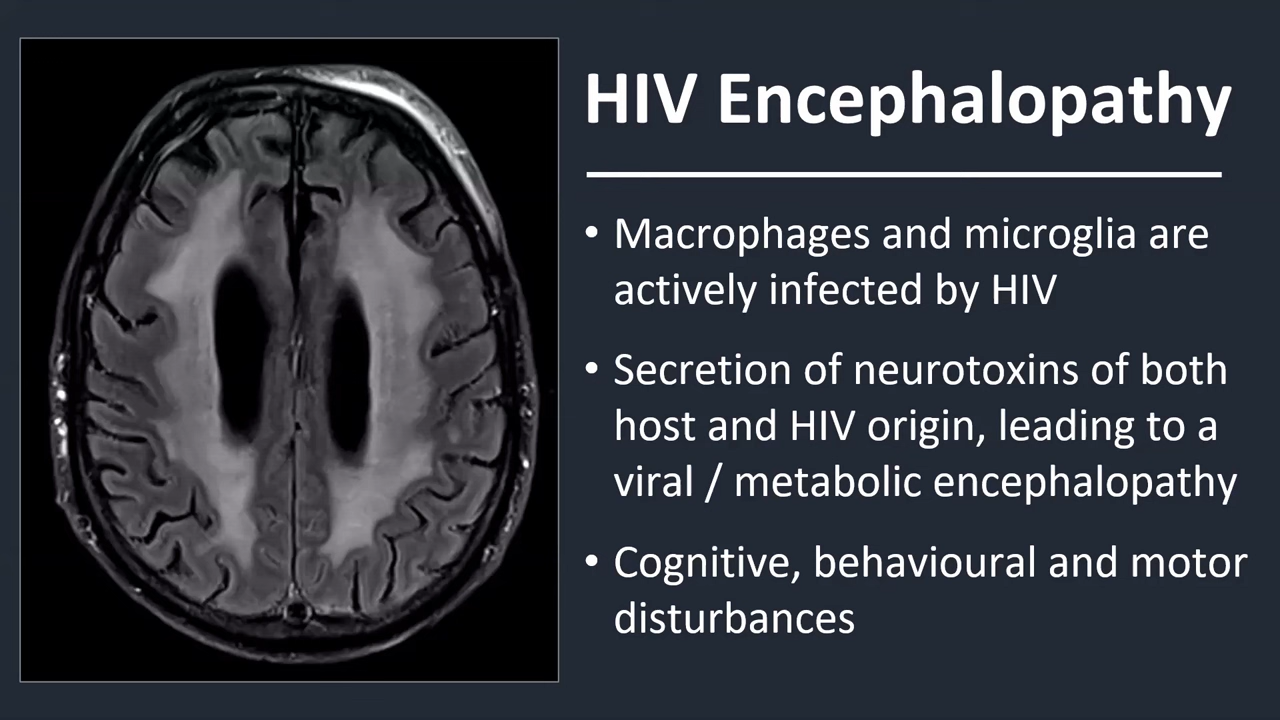 HIV Encephalopathy
• Macrophages and microglia are
actively infected by HIV
• Secretion of neurotoxins of both
host and HIV origin, leading to a
viral / metabolic encephalopathy
• Cognitive, behavioural and motor
disturbances